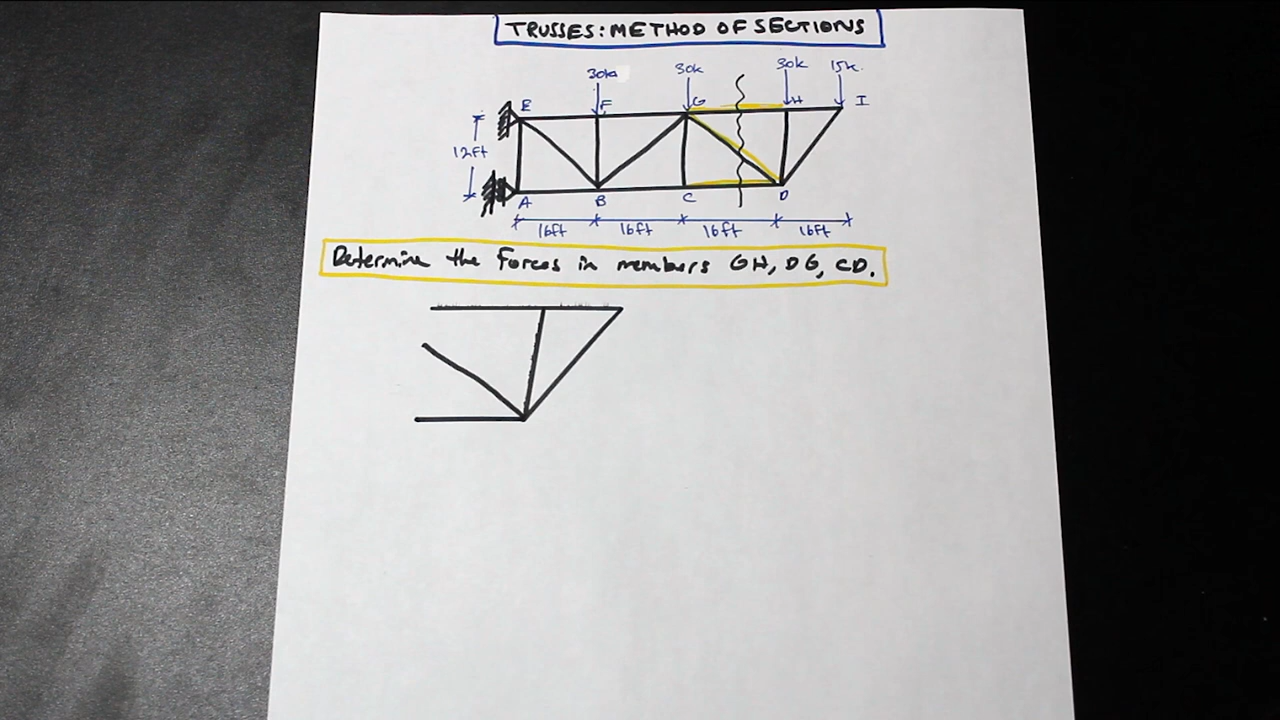 TRUSSES: METHOD OF SECTIONS
30k 30k 30k 15k.
E F G H I
12ft
A B C D
16ft 16ft 16ft 16ft
Determine the forces in members GH, DG, CD.